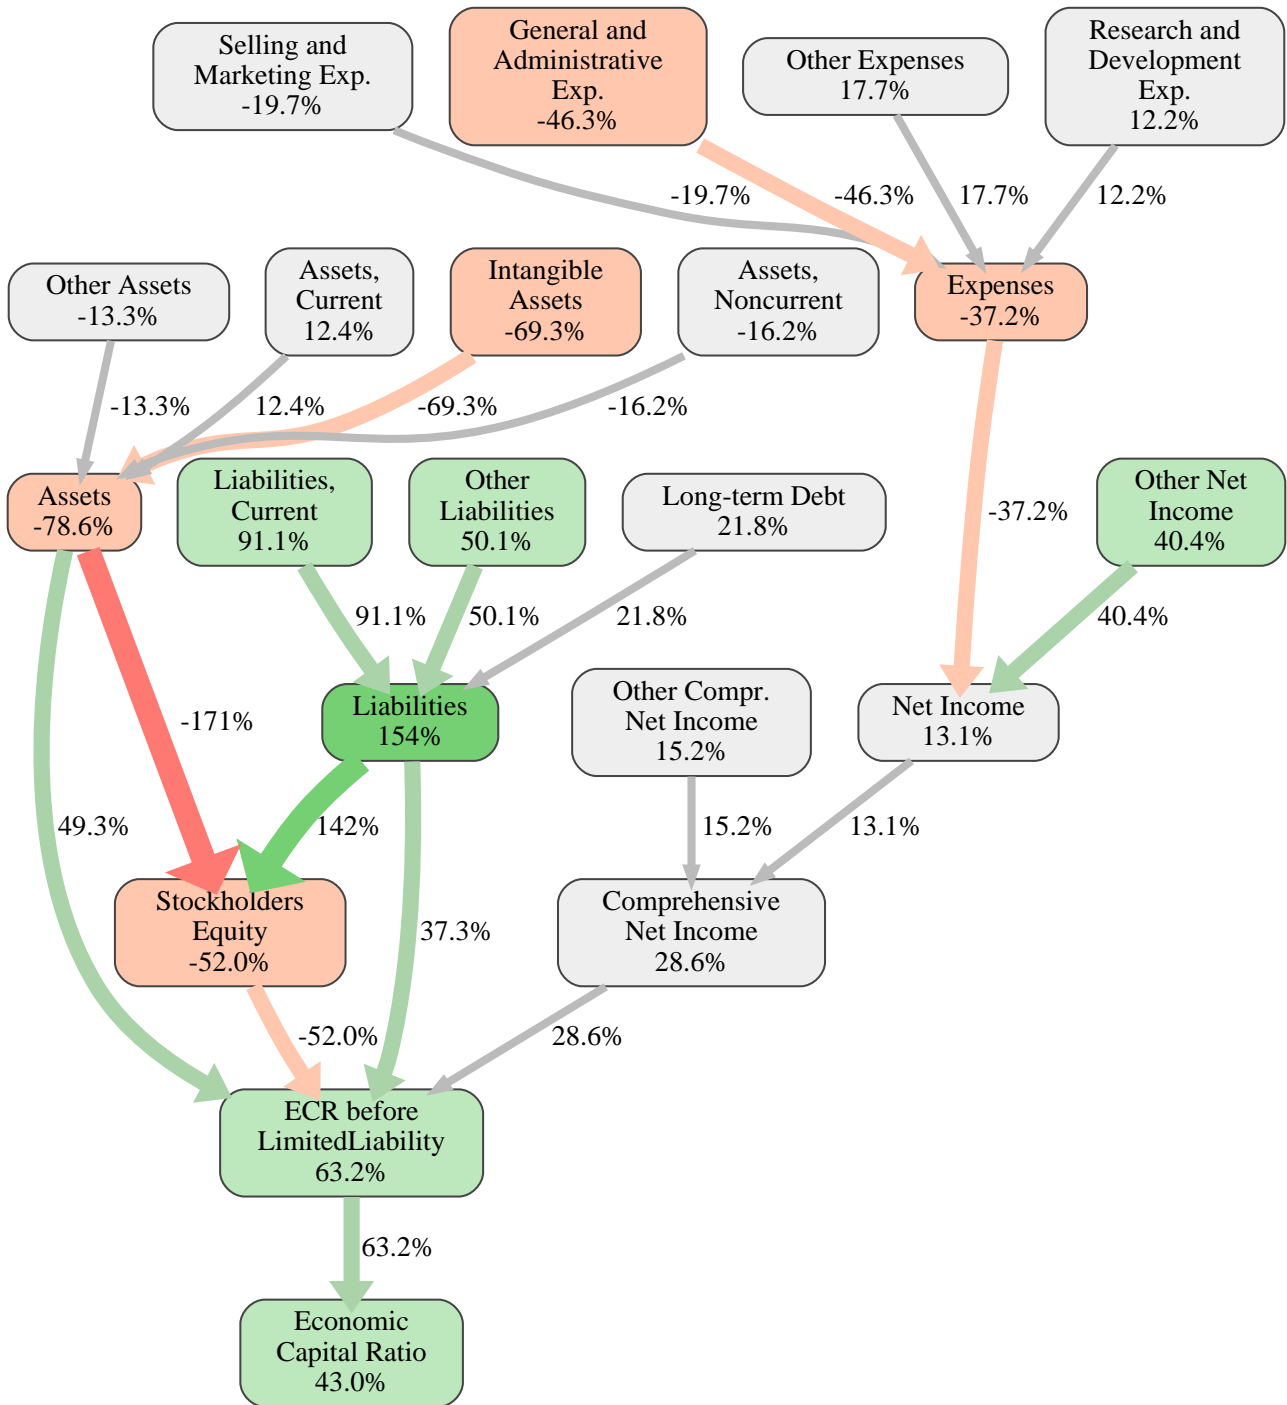 Selling and
Marketing Exp.
-19.7%
General and
Administrative
Exp.
-46.3%
Other Expenses
17.7%
Research and
Development
Exp.
12.2%
-19.7%
-46.3%
17.7%
12.2%
Other Assets
-13.3%
Assets,
Current
12.4%
Intangible
Assets
-69.3%
Assets,
Noncurrent
-16.2%
Expenses
-37.2%
-13.3%
12.4%
-69.3%
-16.2%
Assets
-78.6%
Liabilities,
Current
91.1%
Other
Liabilities
50.1%
Long-term Debt
21.8%
-37.2%
Other Net
Income
40.4%
91.1%
50.1%
21.8%
40.4%
-171%
Liabilities
154%
Other Compr.
Net Income
15.2%
Net Income
13.1%
49.3%
142%
15.2%
13.1%
Stockholders
Equity
-52.0%
37.3%
Comprehensive
Net Income
28.6%
-52.0%
28.6%
ECR before
LimitedLiability
63.2%
63.2%
Economic
Capital Ratio
43.0%